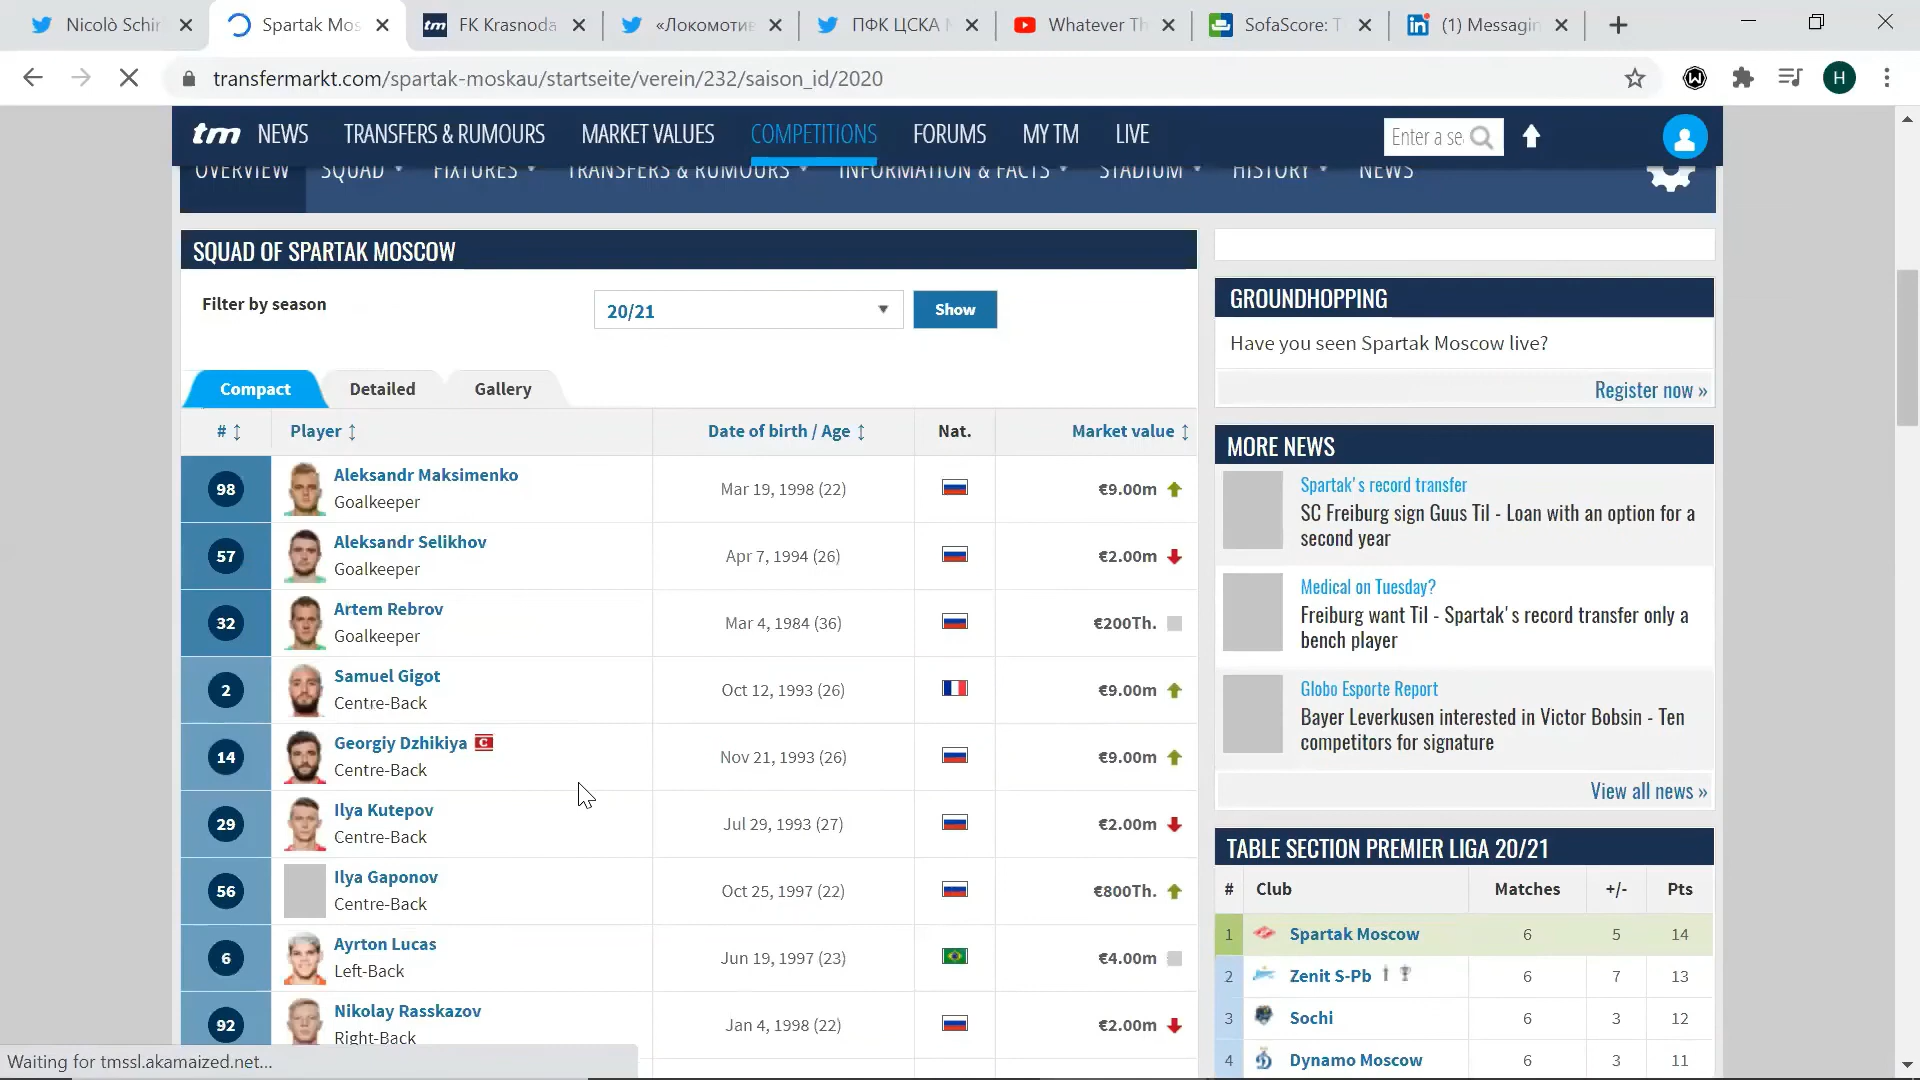 Nicolò Schir
Spartak Mos
tm FK Krasnoda
«Локомоти
ПФК ЦСКА
Whatever Th
SofaScore: T
(1) Messagin
transfermarkt.com/spartak-moskau/startseite/verein/232/saison_id/2020
H
tm NEWS TRANSFERS & RUMOURS MARKET VALUES COMPETITIONS FORUMS MY TM LIVE
Enter a se
OVERVIEW SQUAD FIXTURES TRANSFERS & RUMOURS INFORMATION & FACTS STADIUM HISTORY NEWS
SQUAD OF SPARTAK MOSCOW
Filter by season
20/21
Show
Compact Detailed Gallery
# Player Date of birth / Age Nat. Market value
98 Aleksandr Maksimenko Mar 19, 1998 (22) €9.00m
Goalkeeper
57 Aleksandr Selikhov Apr 7, 1994 (26) €2.00m
Goalkeeper
32 Artem Rebrov Mar 4, 1984 (36) €200Th.
Goalkeeper
2 Samuel Gigot Oct 12, 1993 (26) €9.00m
Centre-Back
14 Georgiy Dzhikiya C Nov 21, 1993 (26) €9.00m
Centre-Back
29 Ilya Kutepov Jul 29, 1993 (27) €2.00m
Centre-Back
56 Ilya Gaponov Oct 25, 1997 (22) €800Th.
Centre-Back
6 Ayrton Lucas Jun 19, 1997 (23) €4.00m
Left-Back
92 Nikolay Rasskazov Jan 4, 1998 (22) €2.00m
Right-Back
GROUNDHOPPING
Have you seen Spartak Moscow live?
Register now »
MORE NEWS
Spartak's record transfer
SC Freiburg sign Guus Til - Loan with an option for a
second year
Medical on Tuesday?
Freiburg want Til - Spartak's record transfer only a
bench player
Globo Esporte Report
Bayer Leverkusen interested in Victor Bobsin - Ten
competitors for signature
View all news »
TABLE SECTION PREMIER LIGA 20/21
# Club Matches +/- Pts
1 Spartak Moscow 6 5 14
2 Zenit S-Pb 6 7 13
3 Sochi 6 3 12
4 Dynamo Moscow 6 3 11
Waiting for tmssl.akamaized.net...